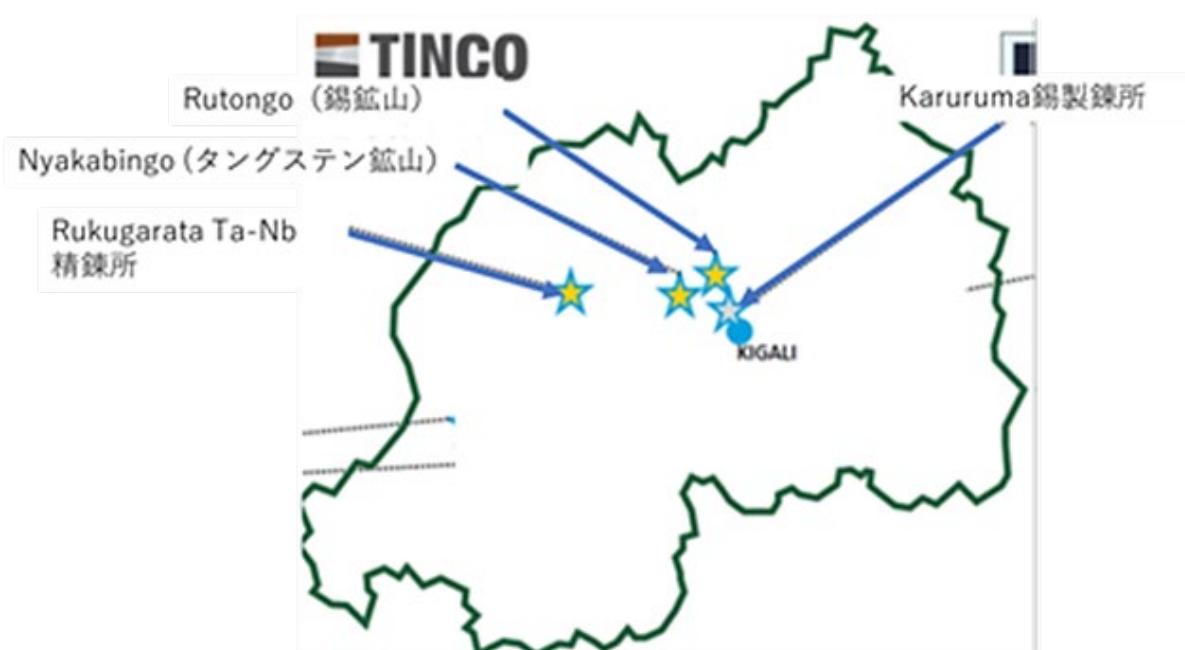 TINCO
Rutongo（錫鉱山）
Karuruma錫製錬所
Nyakabingo (タングステン鉱山）
Rukugarata Ta-Nb
精錬所
KIGALI